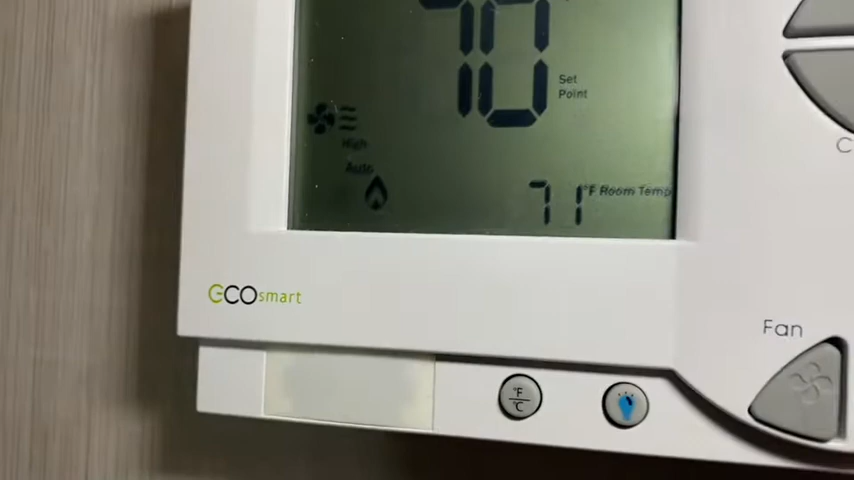 70
Set
Point
High
Auto
71 °F Room Temp
ecosmart
°F
°C
Fan
C